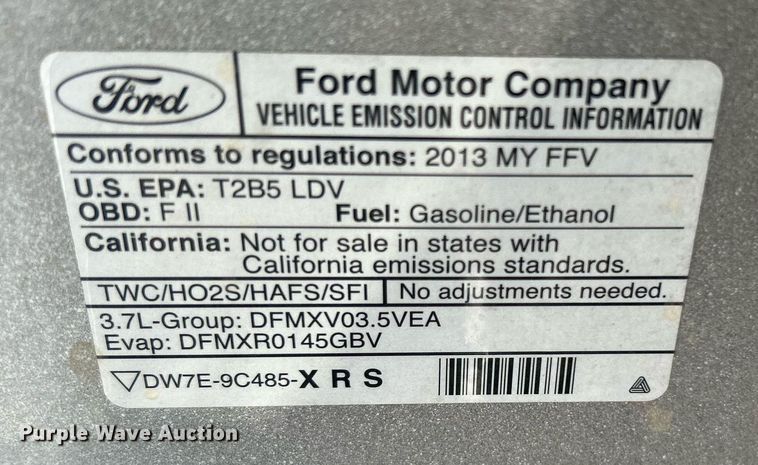 Ford
Ford Motor Company
VEHICLE EMISSION CONTROL INFORMATION
Conforms to regulations: 2013 MY FFV
U.S. EPA: T2B5 LDV
OBD: F II Fuel: Gasoline/Ethanol
California: Not for sale in states with
California emissions standards.
TWC/HO2S/HAFS/SFI No adjustments needed.
3.7L-Group: DFMXV03.5VEA
Evap: DFMXR0145GBV
DW7E-9C485-X R S
Purple Wave Auction